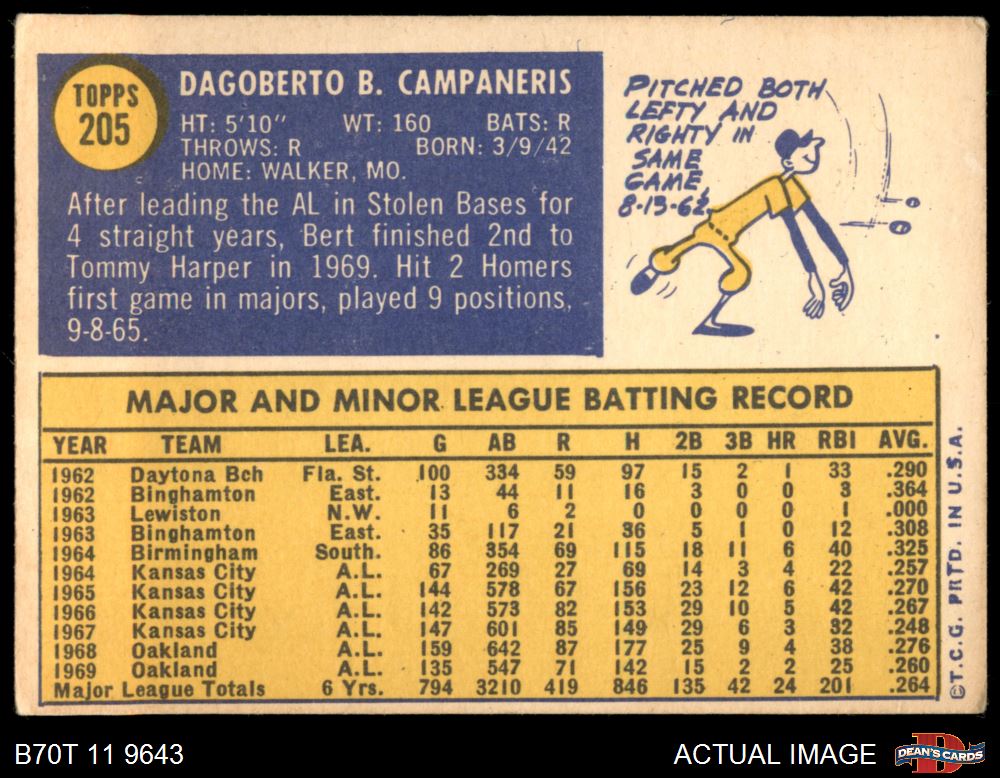 TOPPS
205
DAGOBERTO B. CAMPANERIS
HT: 5'10" WT: 160 BATS: R
THROWS: R BORN: 3/9/42
HOME: WALKER, MO.
After leading the AL in Stolen Bases for
4 straight years, Bert finished 2nd to
Tommy Harper in 1969. Hit 2 Homers
first game in majors, played 9 positions,
9-8-65.
PITCHED BOTH
LEFTY AND
RIGHTY IN
SAME
GAME,
8-13-62
MAJOR AND MINOR LEAGUE BATTING RECORD
YEAR TEAM LEA. G AB R H 2B 3B HR RBI AVG.
1962 Daytona Bch Fla. St. 100 334 59 97 15 2 1 33 .290
1962 Binghamton East. 13 44 11 16 3 0 0 3 .364
1963 Lewiston N.W. 11 6 2 0 0 0 0 1 .000
1963 Binghamton East. 35 117 21 36 5 1 0 12 .308
1964 Birmingham South. 86 354 69 115 18 11 6 40 .325
1964 Kansas City A.L. 67 269 27 69 14 3 4 22 .257
1965 Kansas City A.L. 144 578 67 156 23 12 6 42 .270
1966 Kansas City A.L. 142 573 82 153 29 10 5 42 .267
1967 Kansas City A.L. 147 601 85 149 29 6 3 32 .248
1968 Oakland A.L. 159 642 87 177 25 9 4 38 .276
1969 Oakland A.L. 135 547 71 142 15 2 2 25 .260
Major League Totals 6 Yrs. 794 3210 419 846 135 42 24 201 .264
©T.C.G. PRTD. IN U.S.A.
B70T 11 9643
ACTUAL IMAGE
DEAN'S CARDS